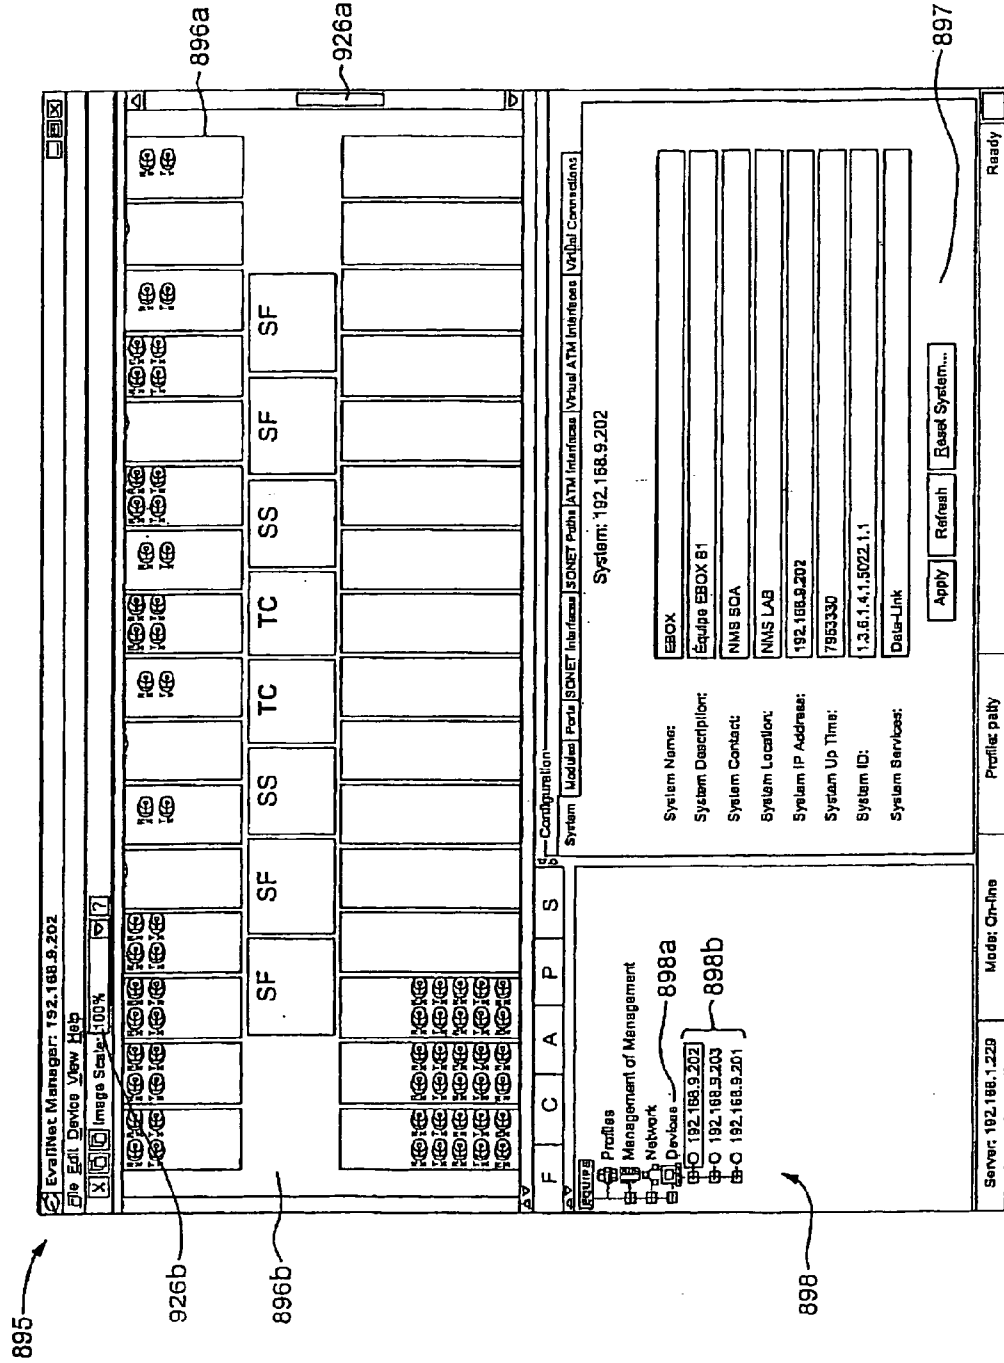 895
EvallNet Manager: 192.168.9.202
File Edit Device View Help
Image Scale: 100% ?
926b
896a
926a
896b
SF SF SS TC TC SS SF SF
F C A P S
EQUIPE
Profiles
Management of Management
Network
Devices
192.168.9.202
192.168.9.203
192.168.9.201
898a
898b
898
Configuration
System Modules Ports SONET Interfaces SONET Paths ATM Interfaces Virtual ATM Interfaces Virtual Connections
System: 192.168.9.202
System Name: EBOX
System Description: Équipe EBOX B1
System Contact: NMS SQA
System Location: NMS LAB
System IP Address: 192.168.9.202
System Up Time: 7953330
System ID: 1.3.6.1.4.1.5022.1.1
System Services: Data-Link
Apply Refresh Reset System...
897
Server: 192.168.1.229 Mode: On-line Profile: patty Ready